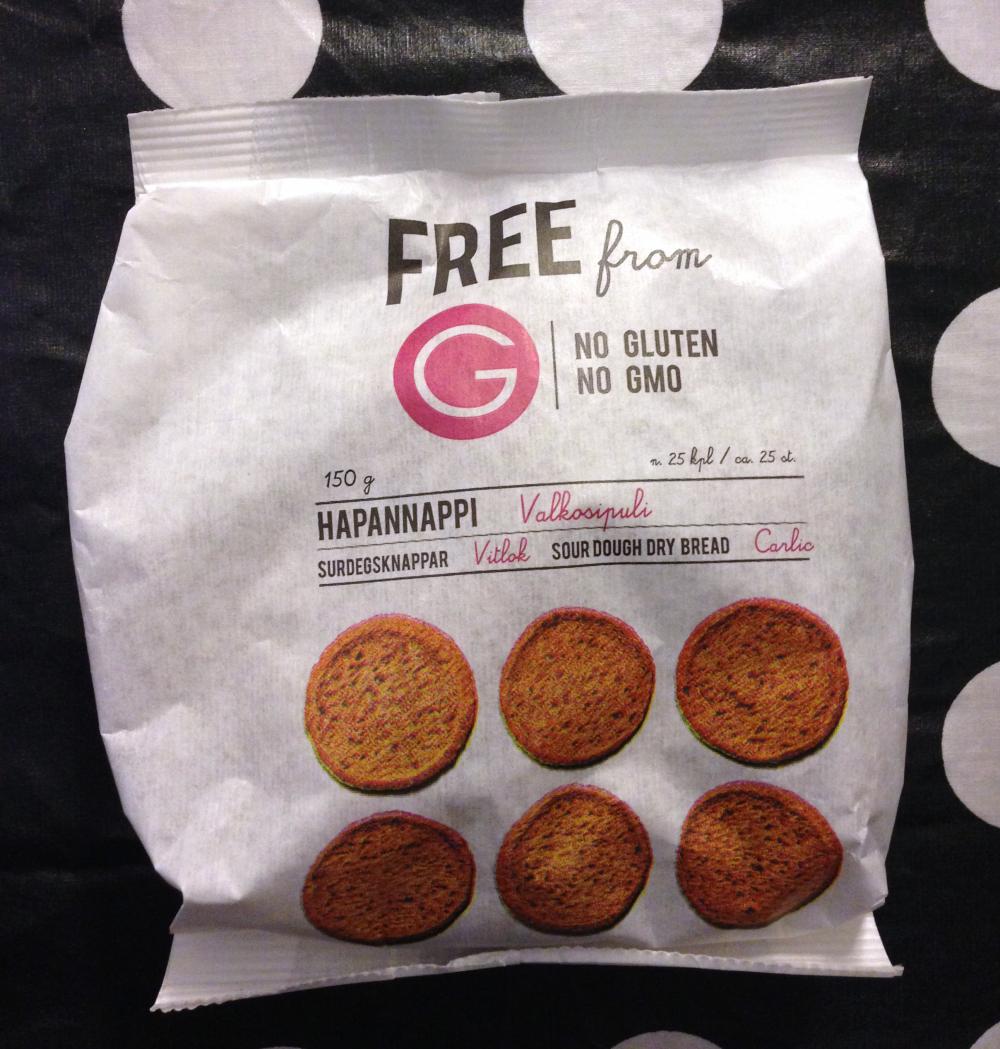 FREE from
G
NO GLUTEN
NO GMO
n. 25 kpl / ca. 25 st.
150 g
HAPANNAPPI Valkosipuli
SURDEGSKNAPPAR Vitlok SOUR DOUGH DRY BREAD Garlic